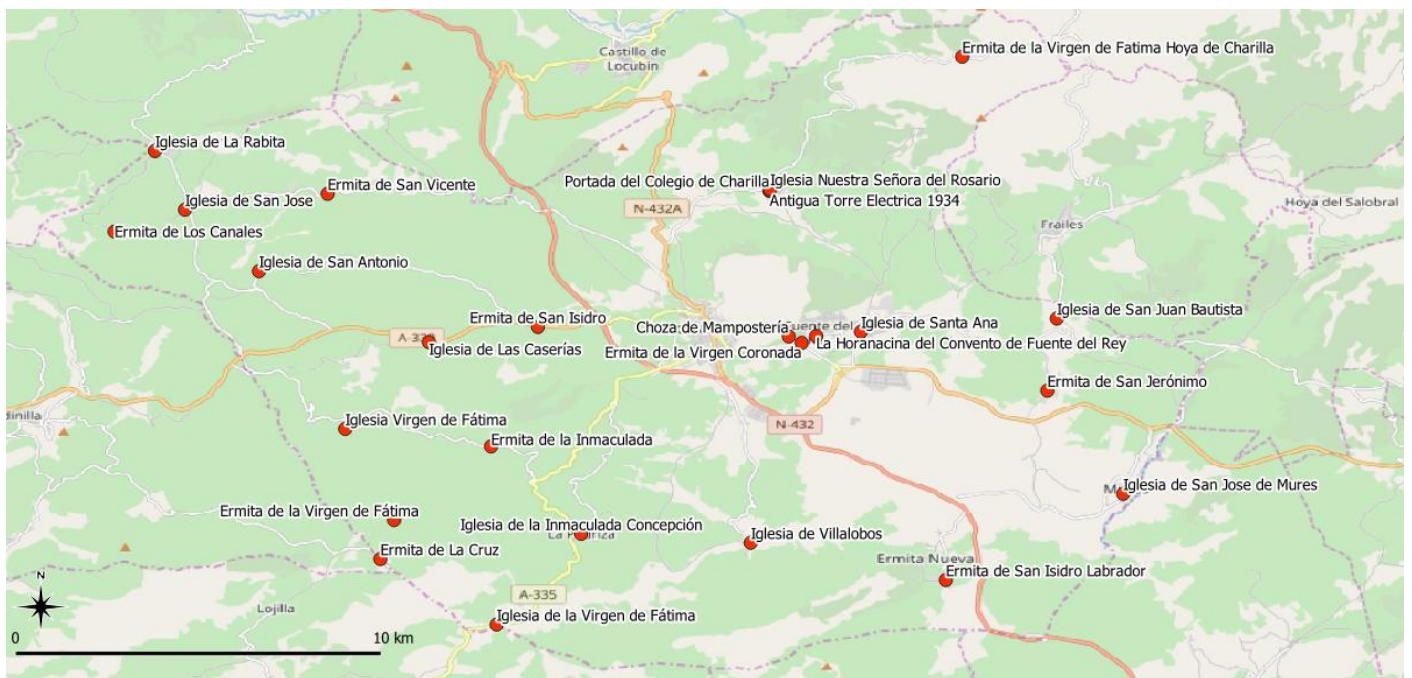 Castillo de
Locubin
Ermita de la Virgen de Fatima Hoya de Charilla
Iglesia de La Rabita
Ermita de San Vicente
Portada del Colegio de Charilla
Iglesia Nuestra Señora del Rosario
Antigua Torre Electrica 1934
Iglesia de San Jose
N-432A
Hoya del Salobral
Frailes
Ermita de Los Canales
Iglesia de San Antonio
Ermita de San Isidro
Iglesia de San Juan Bautista
Choza de Mampostería
Iglesia de Santa Ana
Iglesia de Las Caserías
Ermita de la Virgen Coronada
La Horanacina del Convento de Fuente del Rey
Ermita de San Jerónimo
Iglesia Virgen de Fátima
N-432
Ermita de la Inmaculada
Iglesia de San Jose de Mures
Ermita de la Virgen de Fátima
Iglesia de la Inmaculada Concepción
Iglesia de Villalobos
Ermita de La Cruz
Ermita Nueva
Ermita de San Isidro Labrador
N
A-335
Lojilla
Iglesia de la Virgen de Fátima
0
10 km